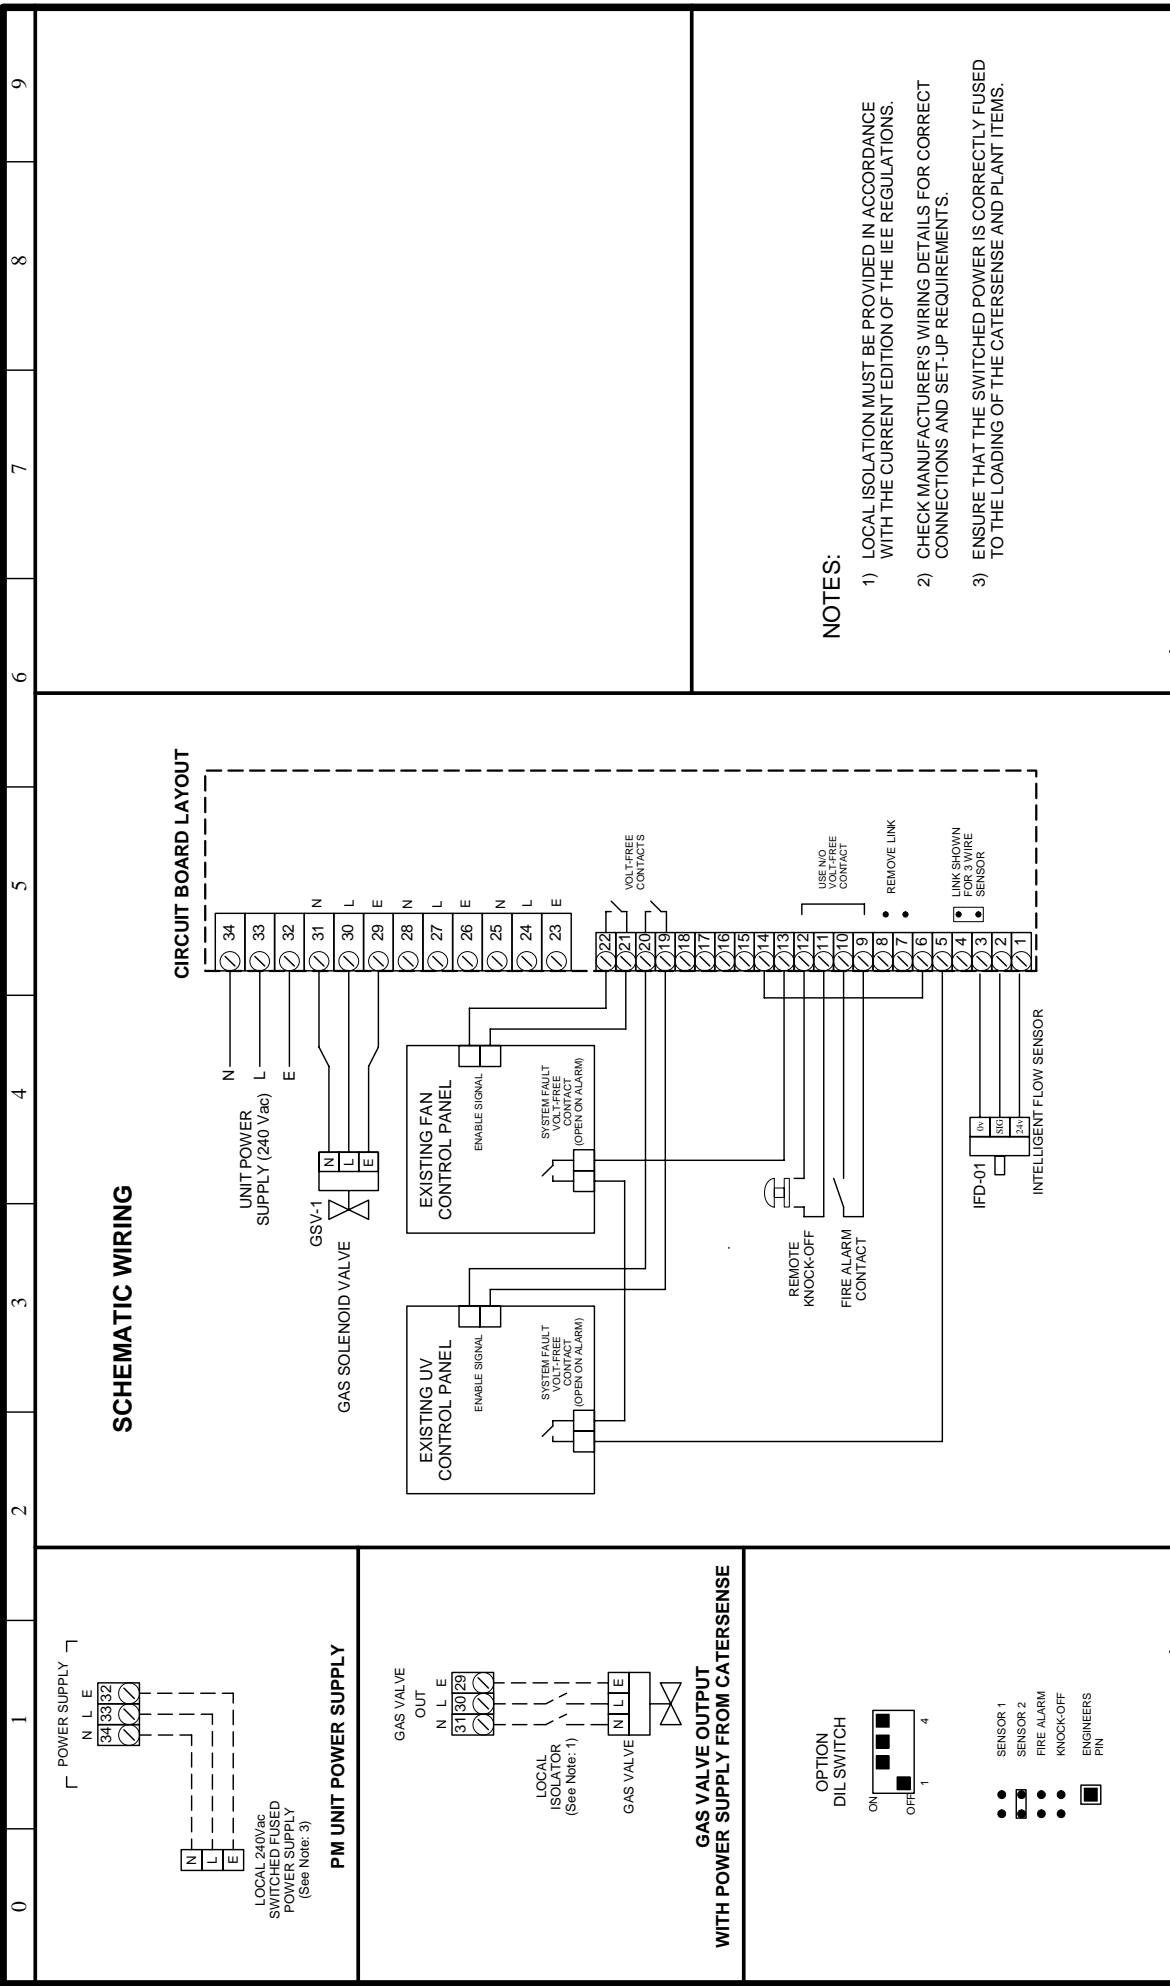 0 1 2 3 4 5 6 7 8 9
POWER SUPPLY
N L E
34 33 32
N
L
E
LOCAL 240Vac
SWITCHED FUSED
POWER SUPPLY
(See Note: 3)
PM UNIT POWER SUPPLY
GAS VALVE
OUT
N L E
31 30 29
LOCAL
ISOLATOR
(See Note: 1)
N L E
GAS VALVE
GAS VALVE OUTPUT
WITH POWER SUPPLY FROM CATERSENSE
OPTION
DIL SWITCH
ON
OFF
1 4
SENSOR 1
SENSOR 2
FIRE ALARM
KNOCK-OFF
ENGINEERS
PIN
SCHEMATIC WIRING
CIRCUIT BOARD LAYOUT
N
L
E
UNIT POWER
SUPPLY (240 Vac)
34
33
32
31 N
30 L
29 E
28 N
27 L
26 E
25 N
24 L
23 E
GSV-1
N
L
E
GAS SOLENOID VALVE
EXISTING UV
CONTROL PANEL
ENABLE SIGNAL
SYSTEM FAULT
VOLT-FREE
CONTACT
(OPEN ON ALARM)
EXISTING FAN
CONTROL PANEL
ENABLE SIGNAL
SYSTEM FAULT
VOLT-FREE
CONTACT
(OPEN ON ALARM)
22
21
20
19
18
17
16
15
14
13
12
11
10
9
8
7
6
5
4
3
2
1
VOLT-FREE
CONTACTS
USE N/O
VOLT-FREE
CONTACT
REMOVE LINK
LINK SHOWN
FOR 3 WIRE
SENSOR
REMOTE
KNOCK-OFF
FIRE ALARM
CONTACT
IFD-01
0v
SIG
24v
INTELLIGENT FLOW SENSOR
NOTES:
1) LOCAL ISOLATION MUST BE PROVIDED IN ACCORDANCE
WITH THE CURRENT EDITION OF THE IEE REGULATIONS.
2) CHECK MANUFACTURER'S WIRING DETAILS FOR CORRECT
CONNECTIONS AND SET-UP REQUIREMENTS.
3) ENSURE THAT THE SWITCHED POWER IS CORRECTLY FUSED
TO THE LOADING OF THE CATERSENSE AND PLANT ITEMS.